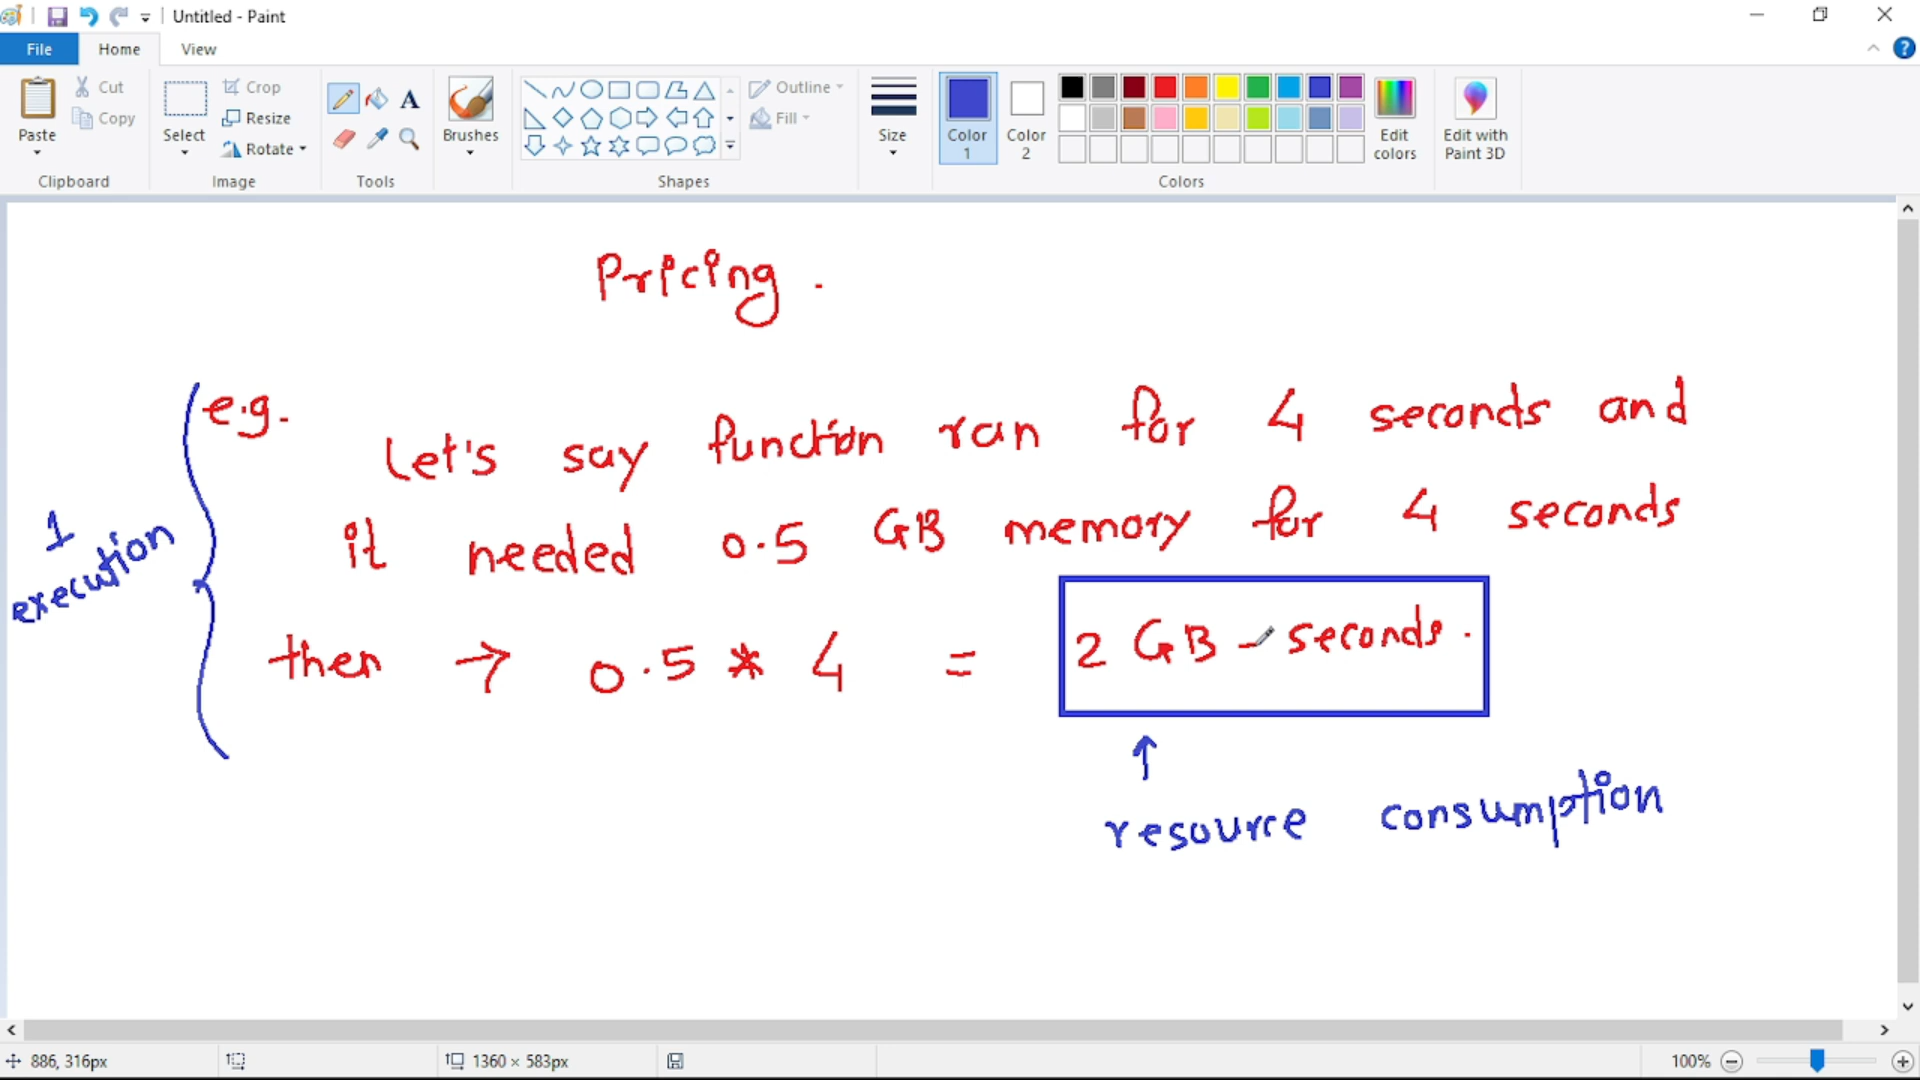 Untitled - Paint
File Home View
Paste Cut Copy Select Crop Resize Rotate Brushes Outline Fill Size Color 1 Color 2 Edit colors Edit with Paint 3D
Clipboard Image Tools Shapes Colors
Pricing.
e.g. Let's say function ran for 4 seconds and
it needed 0.5 GB memory for 4 seconds
then → 0.5 * 4 = 2 GB - seconds.
1 execution
↑
resource consumption
886, 316px 1360 × 583px 100%